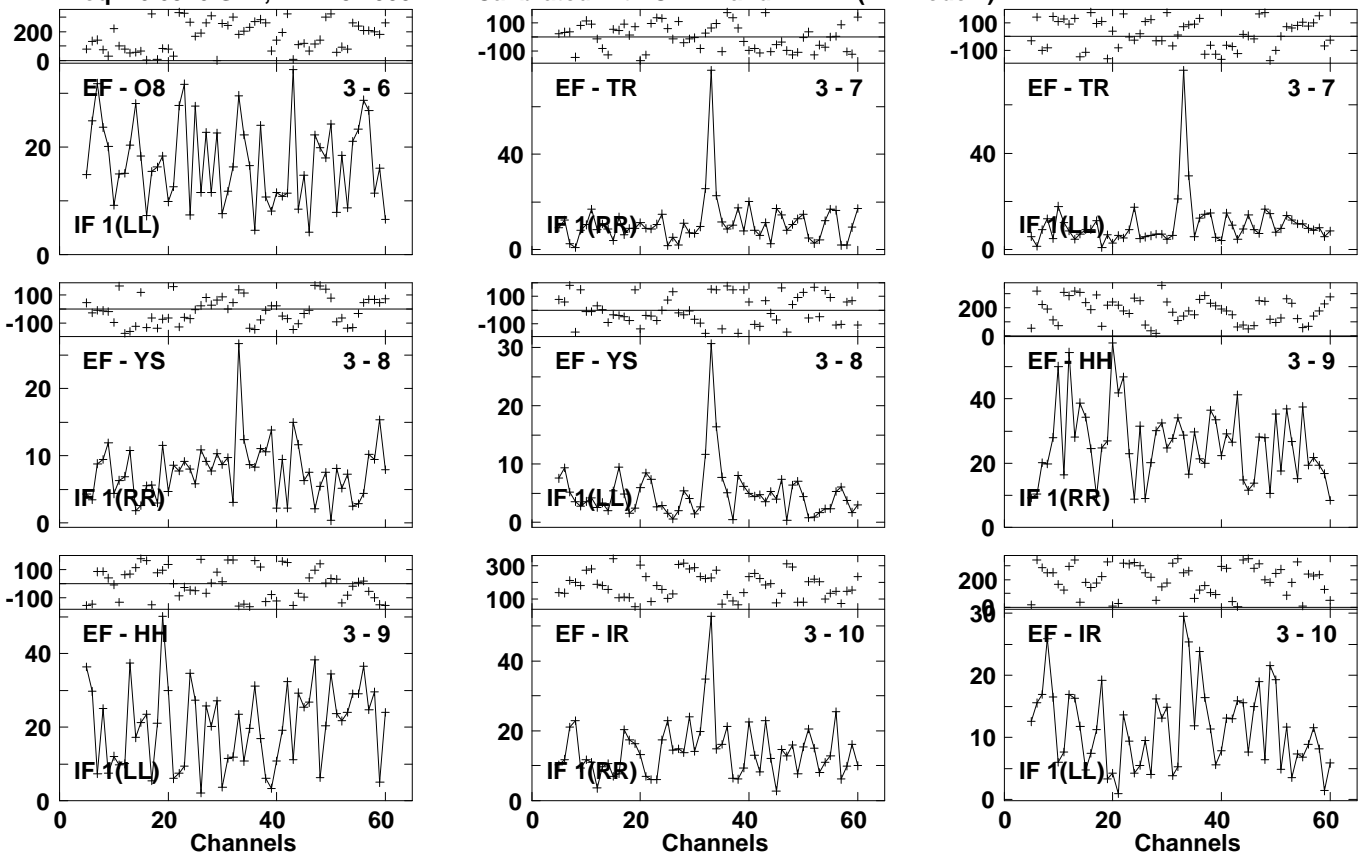 200
0
100
-100
100
-100
EF - O8 3 - 6
EF - TR 3 - 7
EF - TR 3 - 7
20
0
40
0
40
0
IF 1(LL)
IF 1(RR)
IF 1(LL)
100
-100
100
-100
200
0
EF - YS 3 - 8
EF - YS 3 - 8
EF - HH 3 - 9
20
10
0
30
20
10
0
40
20
0
IF 1(RR)
IF 1(LL)
IF 1(RR)
100
-100
300
100
200
0
EF - HH 3 - 9
EF - IR 3 - 10
EF - IR 3 - 10
40
20
0
40
20
0
30
20
10
0
IF 1(LL)
IF 1(RR)
IF 1(LL)
0 20 40 60
0 20 40 60
0 20 40 60
Channels
Channels
Channels